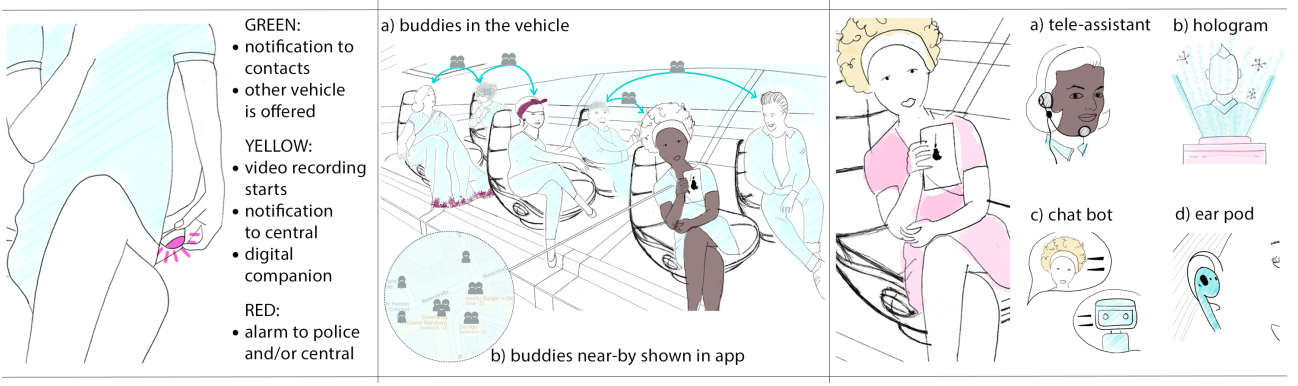 GREEN:
• notification to
contacts
• other vehicle
is offered
YELLOW:
• video recording
starts
• notification
to central
• digital
companion
RED:
• alarm to police
and/or central
a) buddies in the vehicle
b) buddies near-by shown in app
a) tele-assistant
b) hologram
c) chat bot
d) ear pod